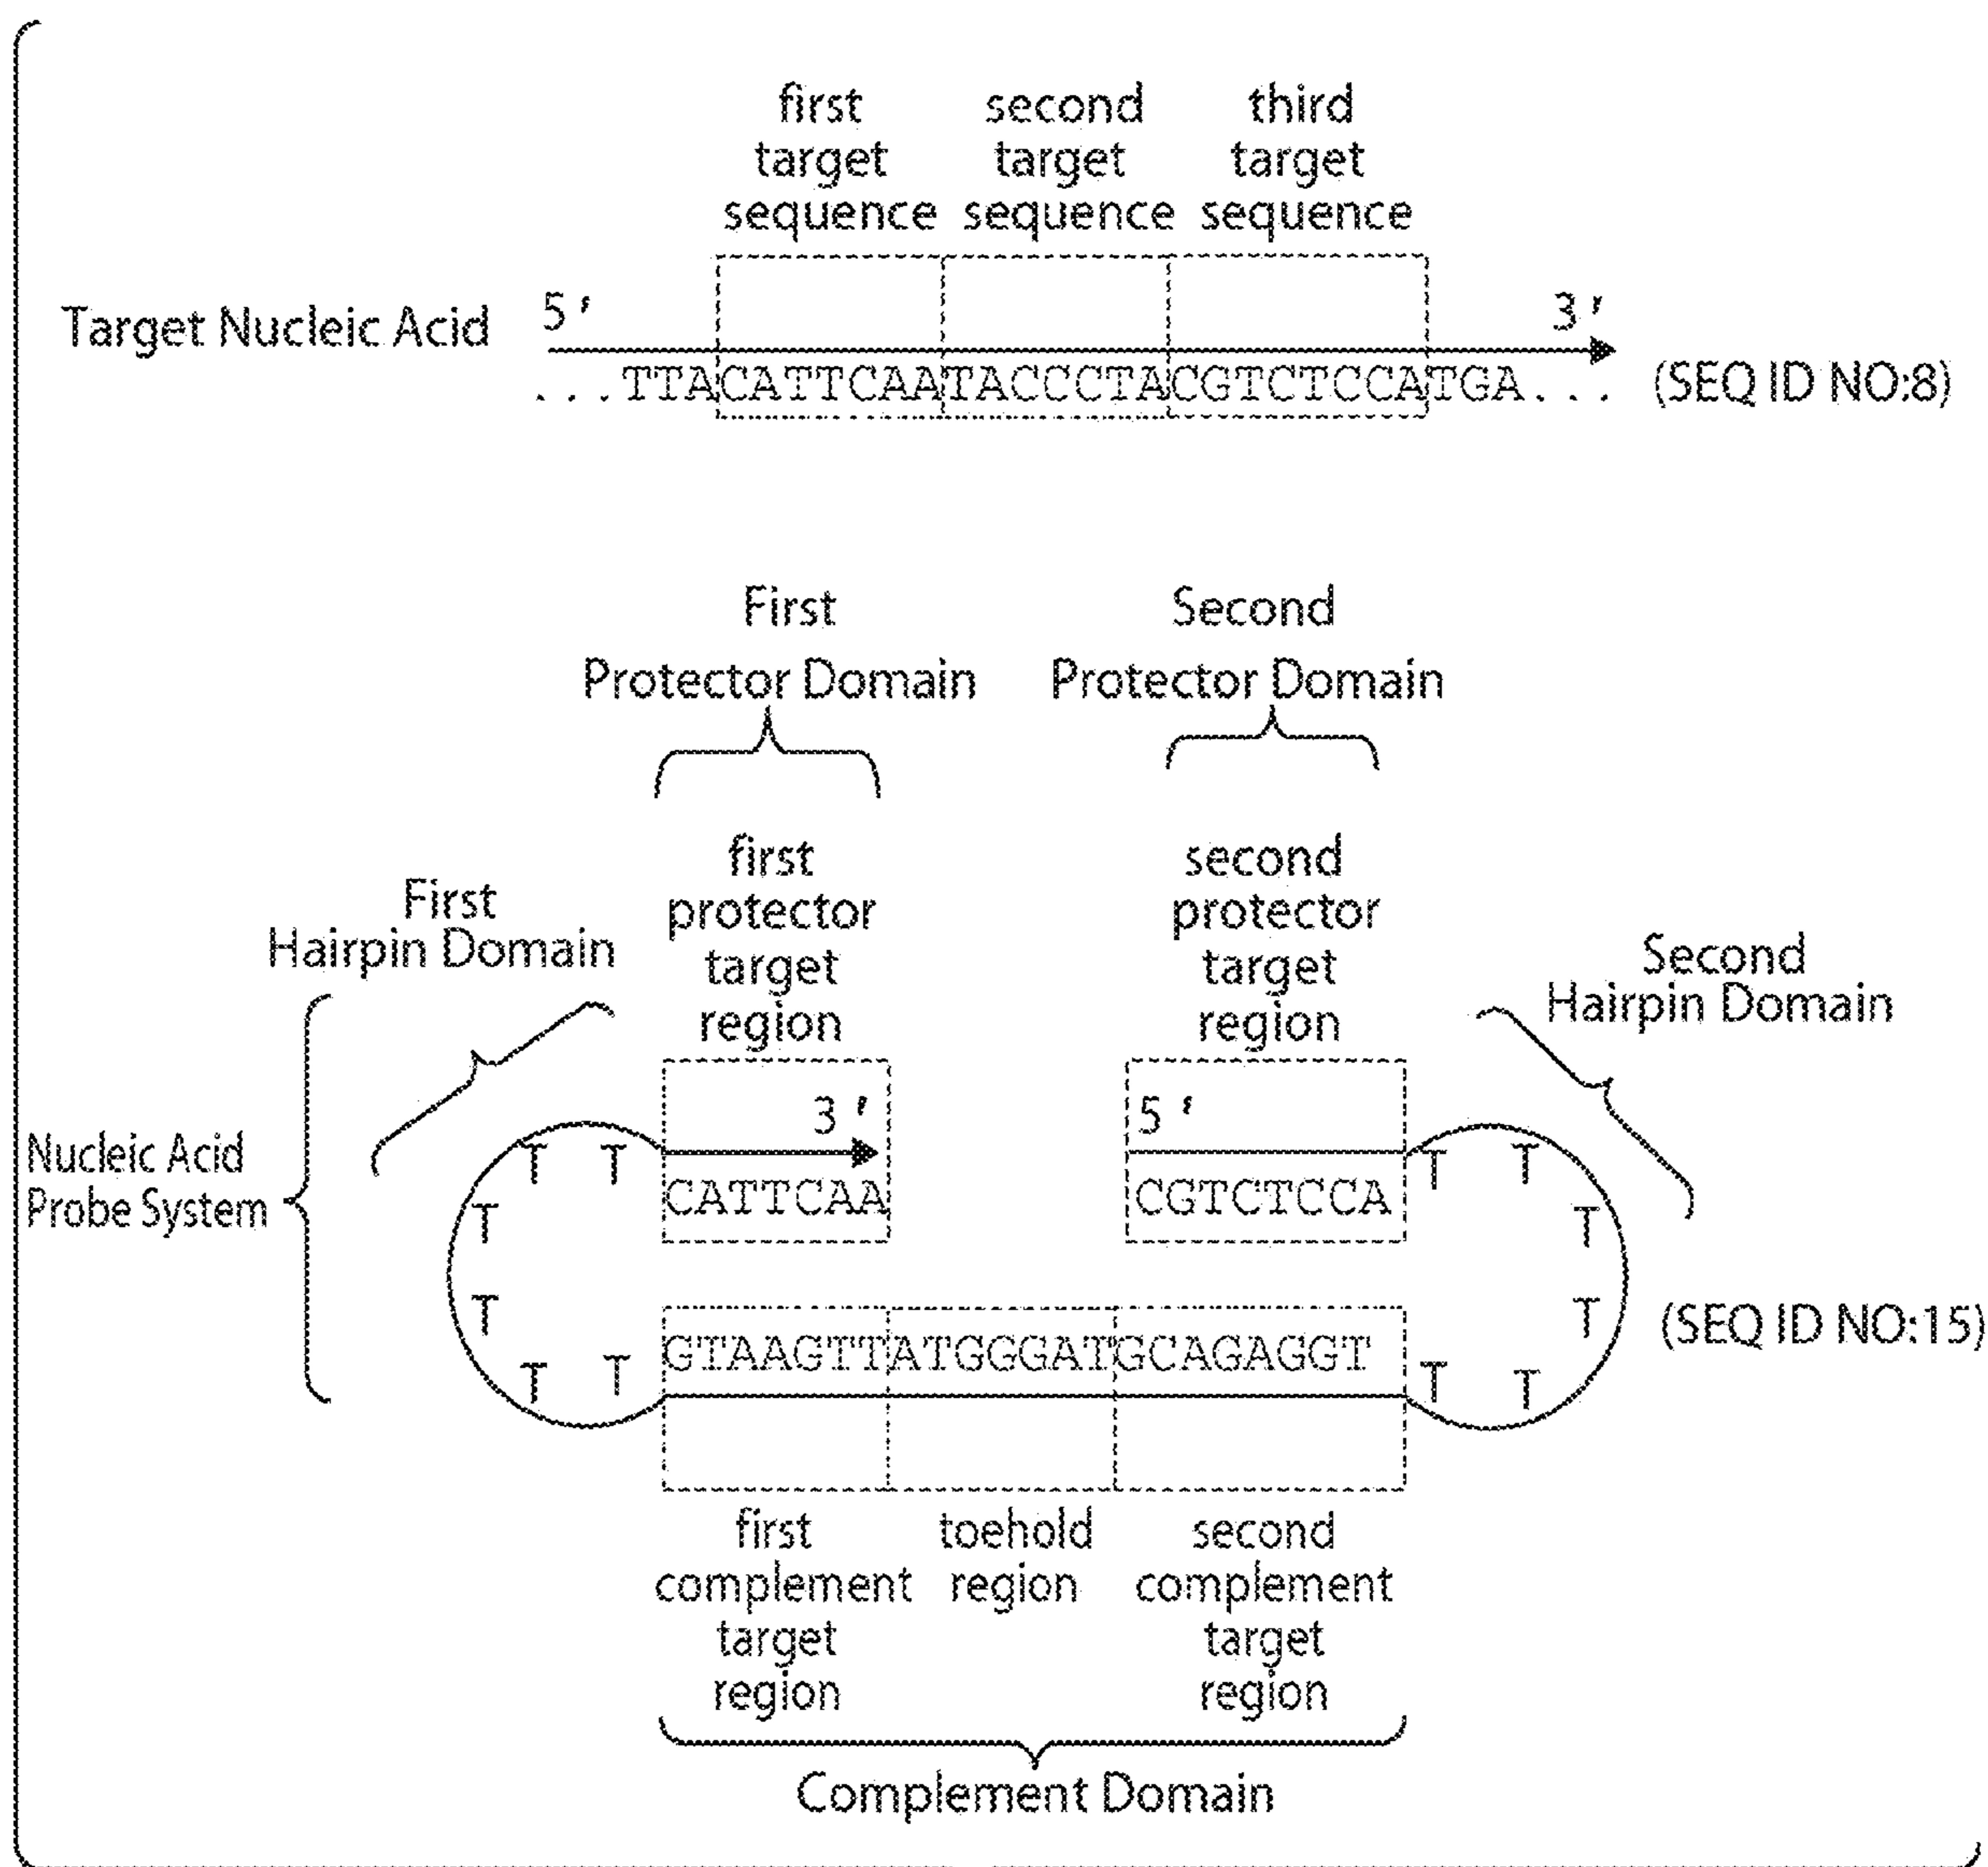 first second third
target target target
sequence sequence sequence
Target Nucleic Acid 5' 3'
...TTACATTCAATACCCTACGTCTCCATGA... (SEQ ID NO:8)
First Second
Protector Domain Protector Domain
first second
protector protector
target target
region region
First
Hairpin Domain
Second
Hairpin Domain
Nucleic Acid
Probe System
3' 5'
T T T T
CATTCAA CGTCTCCA
T T
T T
(SEQ ID NO:15)
GTAAGTTATGGGATGCAGAGGT
T T T T
first toehold second
complement region complement
target target
region region
Complement Domain